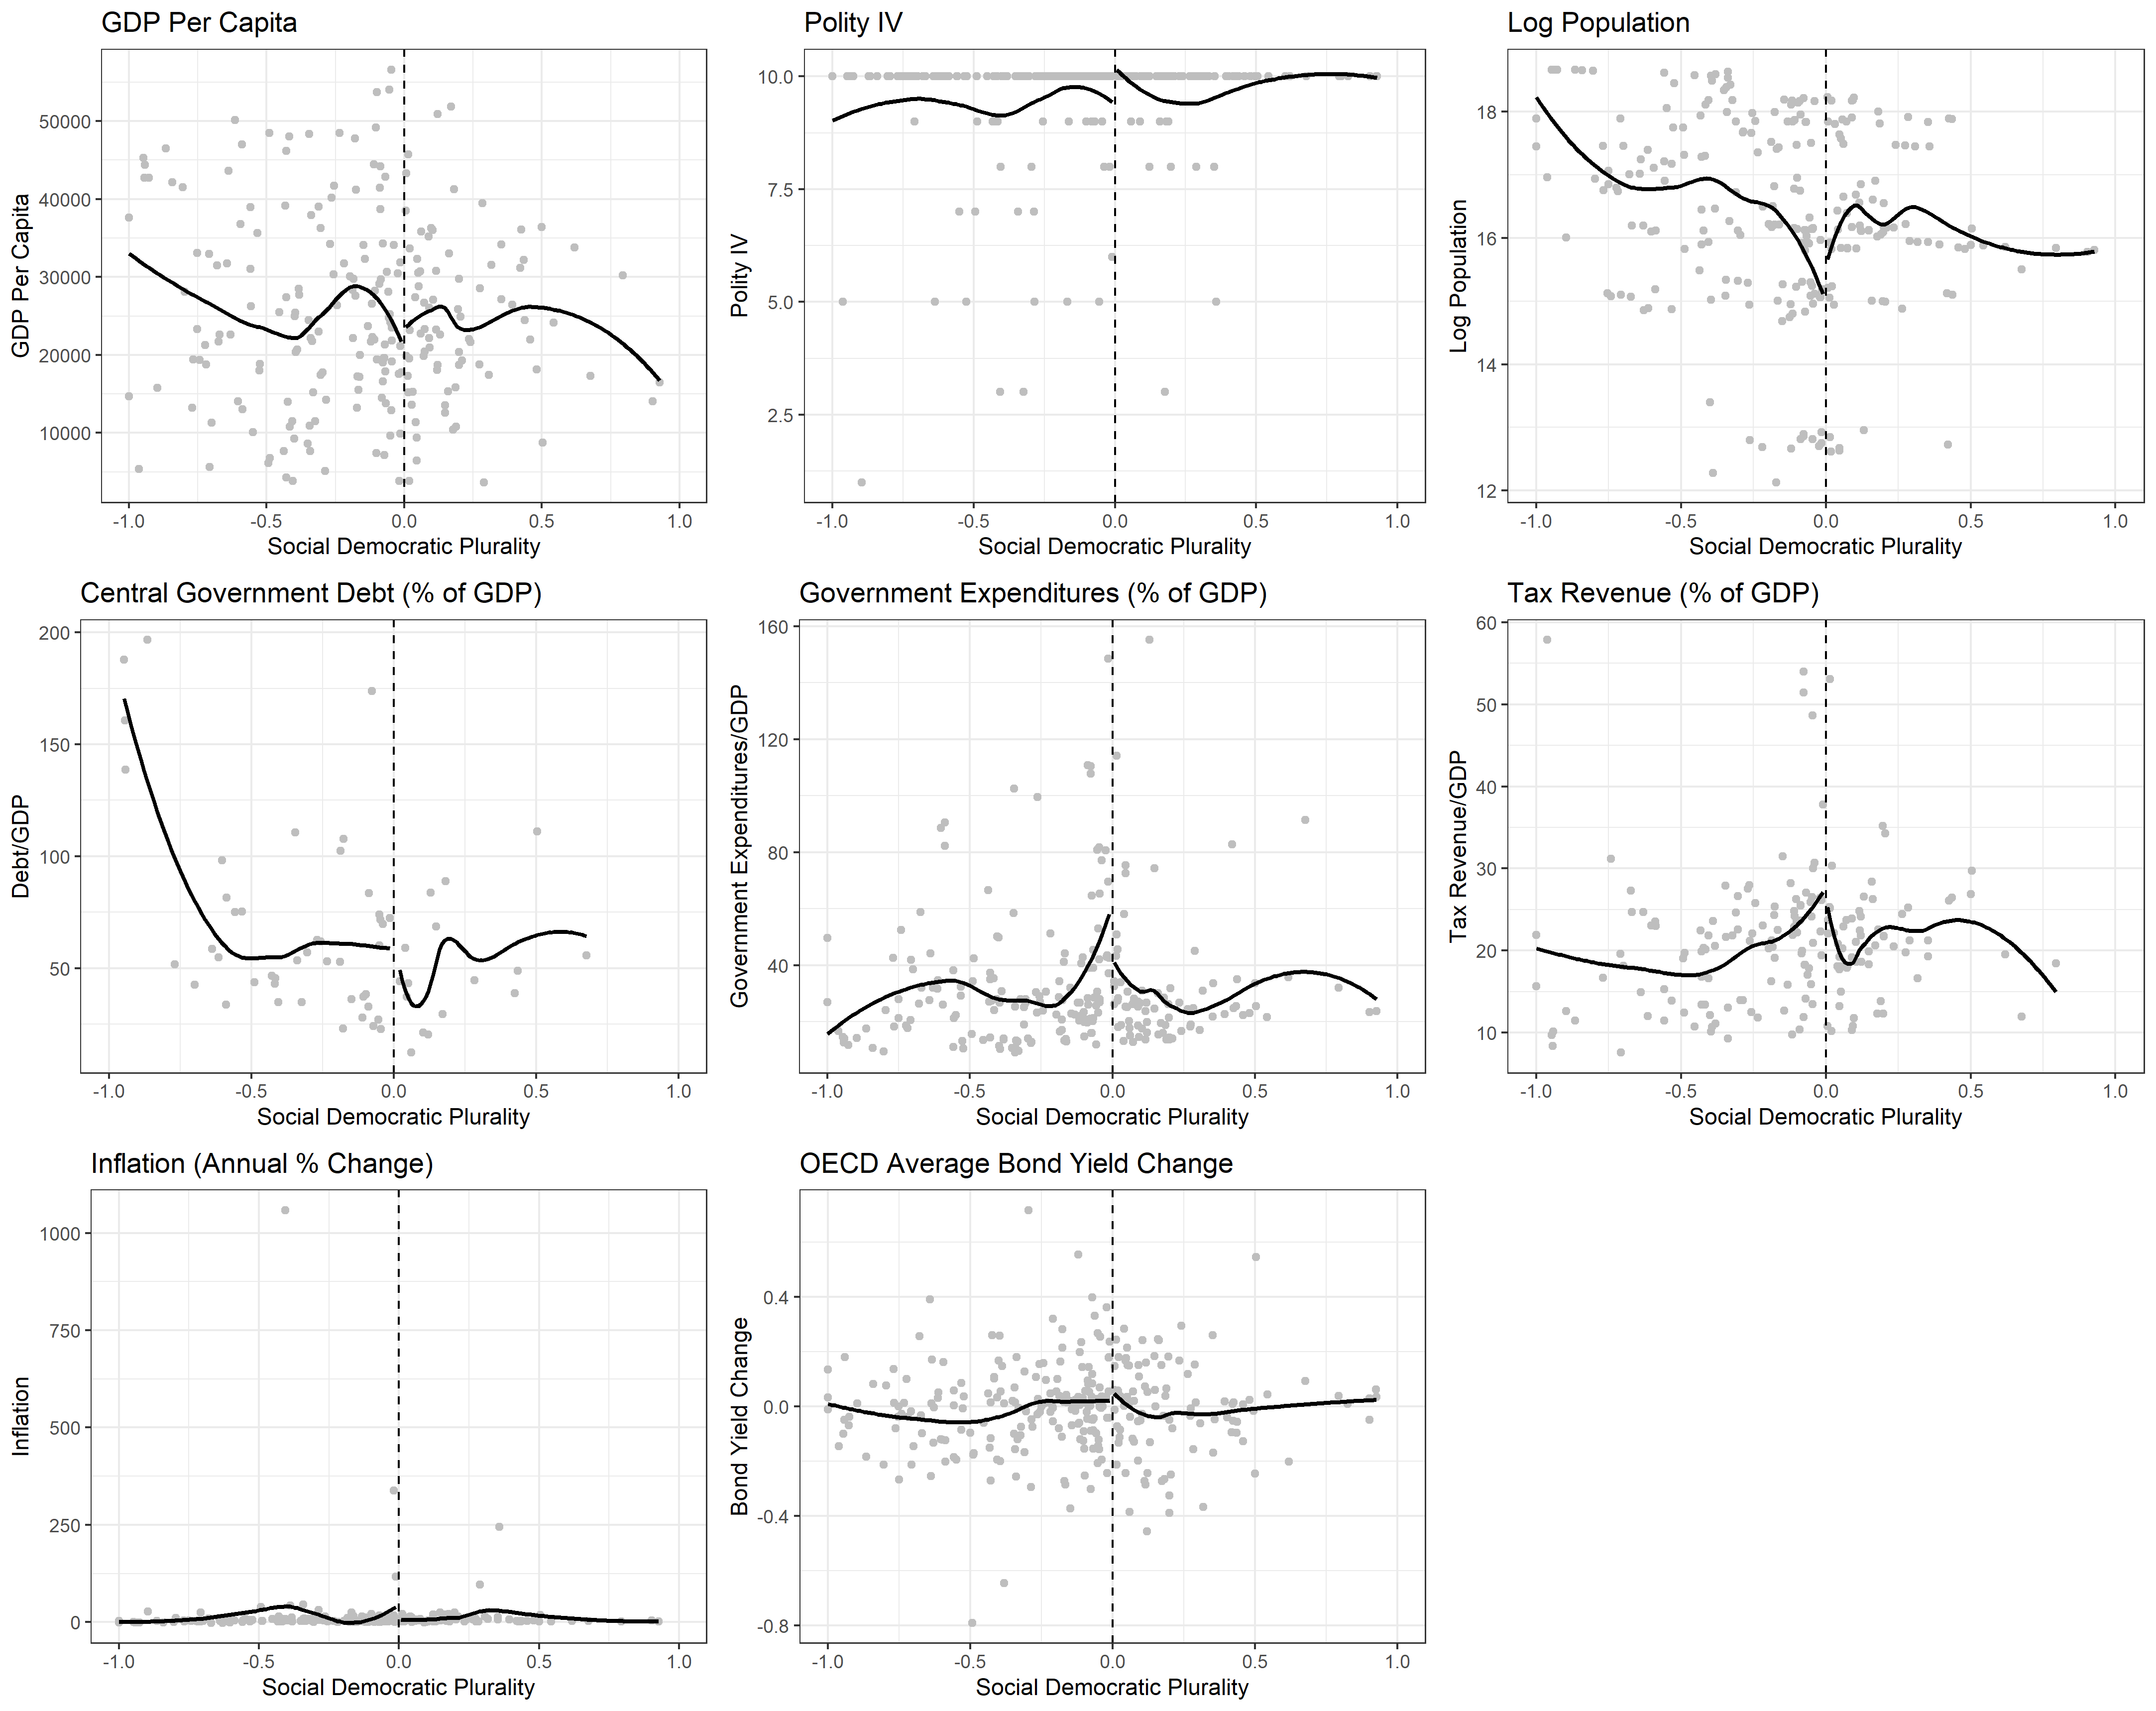 GDP Per Capita
50000
40000
30000
20000
10000
GDP Per Capita
-1.0 -0.5 0.0 0.5 1.0
Social Democratic Plurality
Polity IV
10.0
7.5
5.0
2.5
Polity IV
-1.0 -0.5 0.0 0.5 1.0
Social Democratic Plurality
Log Population
18
16
14
12
Log Population
-1.0 -0.5 0.0 0.5 1.0
Social Democratic Plurality
Central Government Debt (% of GDP)
200
150
100
50
Debt/GDP
-1.0 -0.5 0.0 0.5 1.0
Social Democratic Plurality
Government Expenditures (% of GDP)
160
120
80
40
Government Expenditures/GDP
-1.0 -0.5 0.0 0.5 1.0
Social Democratic Plurality
Tax Revenue (% of GDP)
60
50
40
30
20
10
Tax Revenue/GDP
-1.0 -0.5 0.0 0.5 1.0
Social Democratic Plurality
Inflation (Annual % Change)
1000
750
500
250
0
Inflation
-1.0 -0.5 0.0 0.5 1.0
Social Democratic Plurality
OECD Average Bond Yield Change
0.4
0.0
-0.4
-0.8
Bond Yield Change
-1.0 -0.5 0.0 0.5 1.0
Social Democratic Plurality